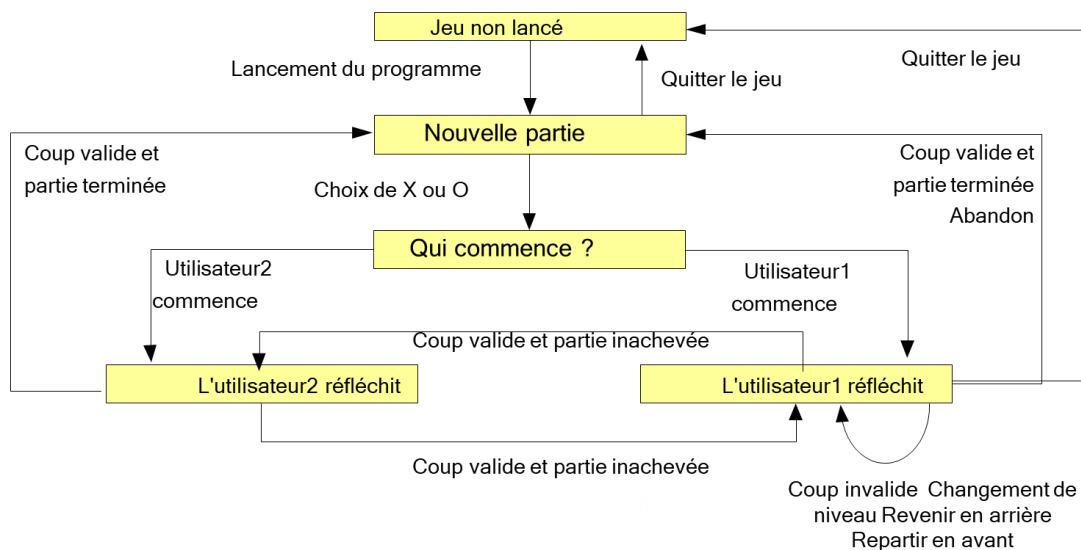 Jeu non lancé
Lancement du programme
Quitter le jeu
Quitter le jeu
Nouvelle partie
Coup valide et
partie terminée
Coup valide et
partie terminée
Abandon
Choix de X ou O
Qui commence ?
Utilisateur2
commence
Utilisateur1
commence
Coup valide et partie inachevée
L'utilisateur2 réfléchit
L'utilisateur1 réfléchit
Coup valide et partie inachevée
Coup invalide Changement de
niveau Revenir en arrière
Repartir en avant